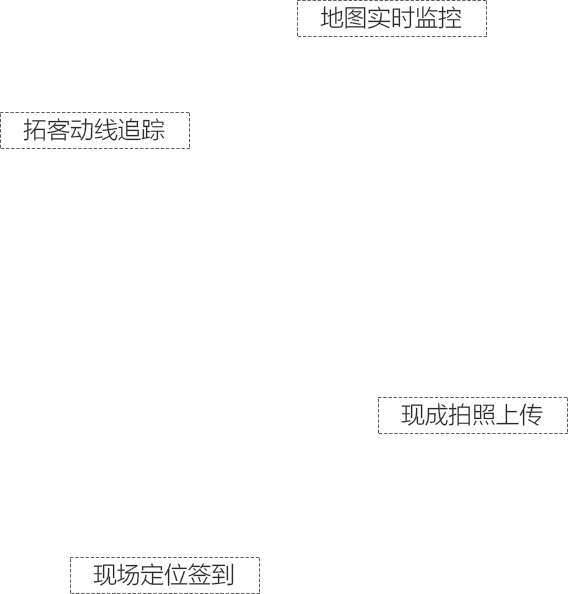 地图实时监控
拓客动线追踪
现成拍照上传
现场定位签到